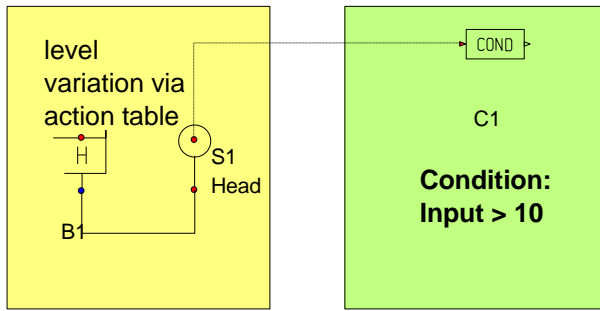 level
variation via
action table
H
S1
Head
B1
COND
C1
Condition:
Input > 10